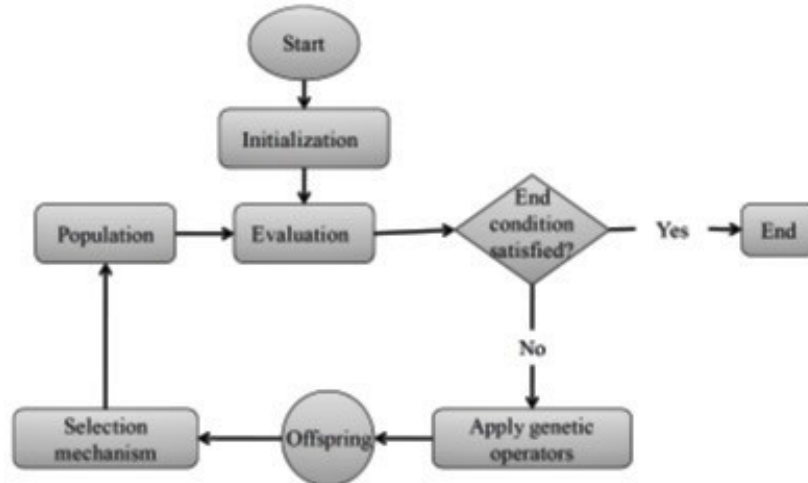 Start
Initialization
Population
Evaluation
End
condition
satisfied?
Yes
End
No
Selection
mechanism
Offspring
Apply genetic
operators